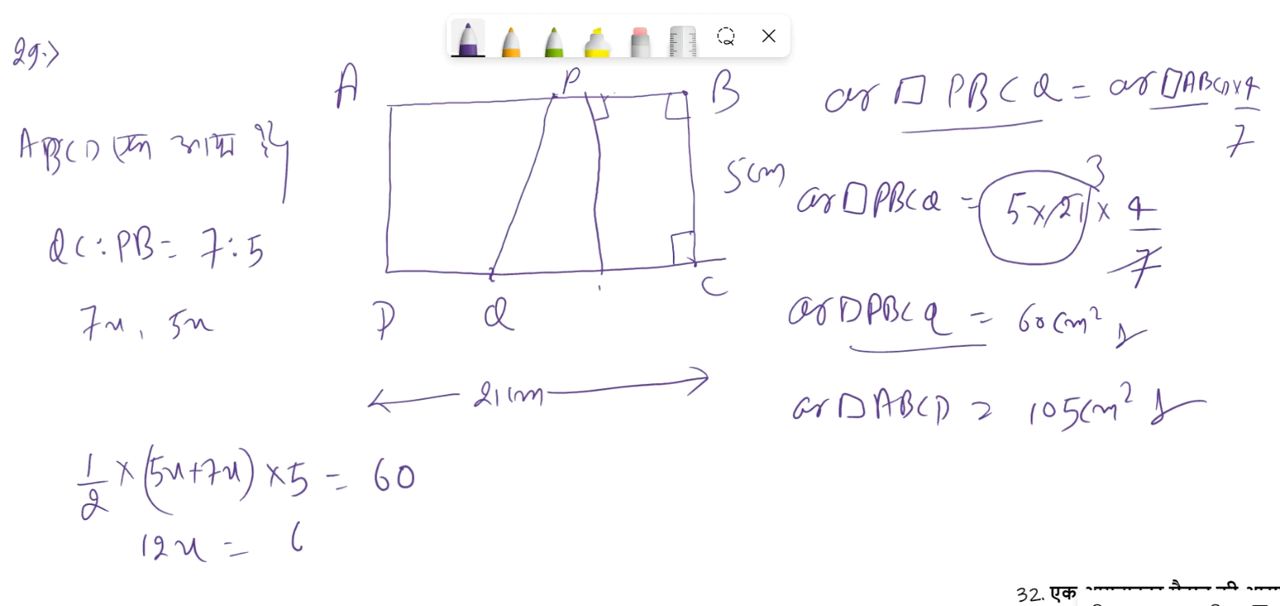 29.>
ABCD एक आयत है
QC : PB = 7 : 5
7x, 5x
A P B
5cm
D Q C
21cm
1/2 × (5x+7x) × 5 = 60
12x = 6
ar □ PBCQ = ar □ABCD × 4/7
ar □PBCQ = 5 × 21 × 4/7
3
ar □PBCQ = 60cm²
ar □ABCD = 105cm²
32. एक